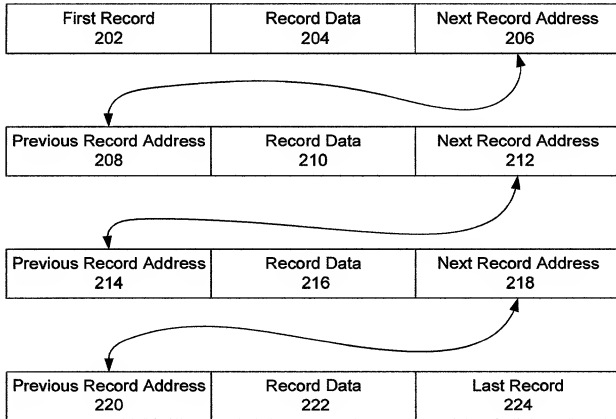 First Record Record Data Next Record Address
202 204 206
Previous Record Address Record Data Next Record Address
208 210 212
Previous Record Address Record Data Next Record Address
214 216 218
Previous Record Address Record Data Last Record
220 222 224